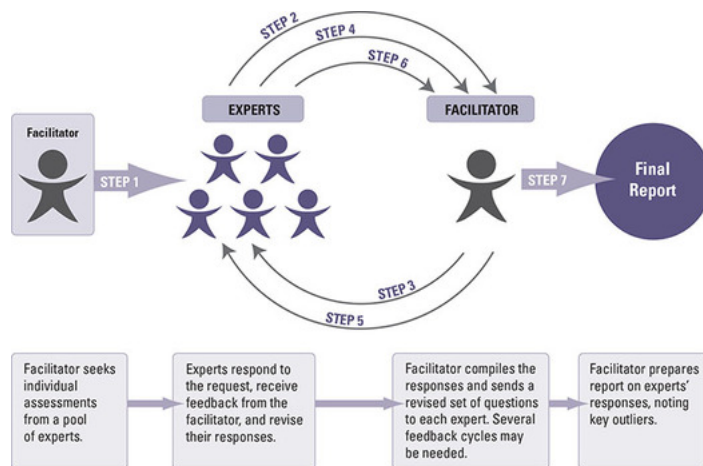 STEP 2
STEP 4
STEP 6
EXPERTS
FACILITATOR
Facilitator
STEP 1
STEP 7
Final
Report
STEP 3
STEP 5
Facilitator seeks
individual
assessments
from a pool
of experts.
Experts respond to
the request, receive
feedback from the
facilitator, and revise
their responses.
Facilitator compiles the
responses and sends a
revised set of questions
to each expert. Several
feedback cycles may
be needed.
Facilitator prepares
report on experts'
responses, noting
key outliers.